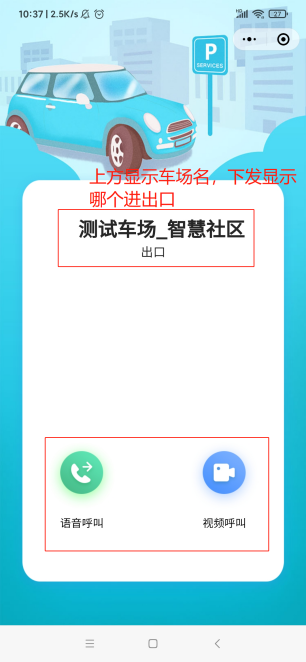 10:37 | 2.5K/s
27
P
SERVICES
上方显示车场名，下发显示
哪个进出口
测试车场_智慧社区
出口
语音呼叫
视频呼叫